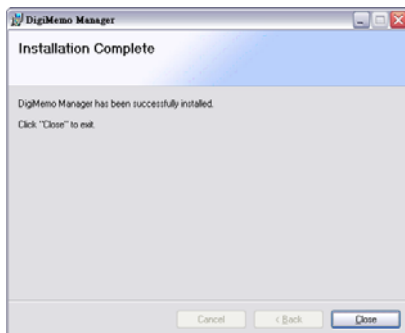 DigiMemo Manager
Installation Complete
DigiMemo Manager has been successfully installed.
Click "Close" to exit.
Cancel
< Back
Close